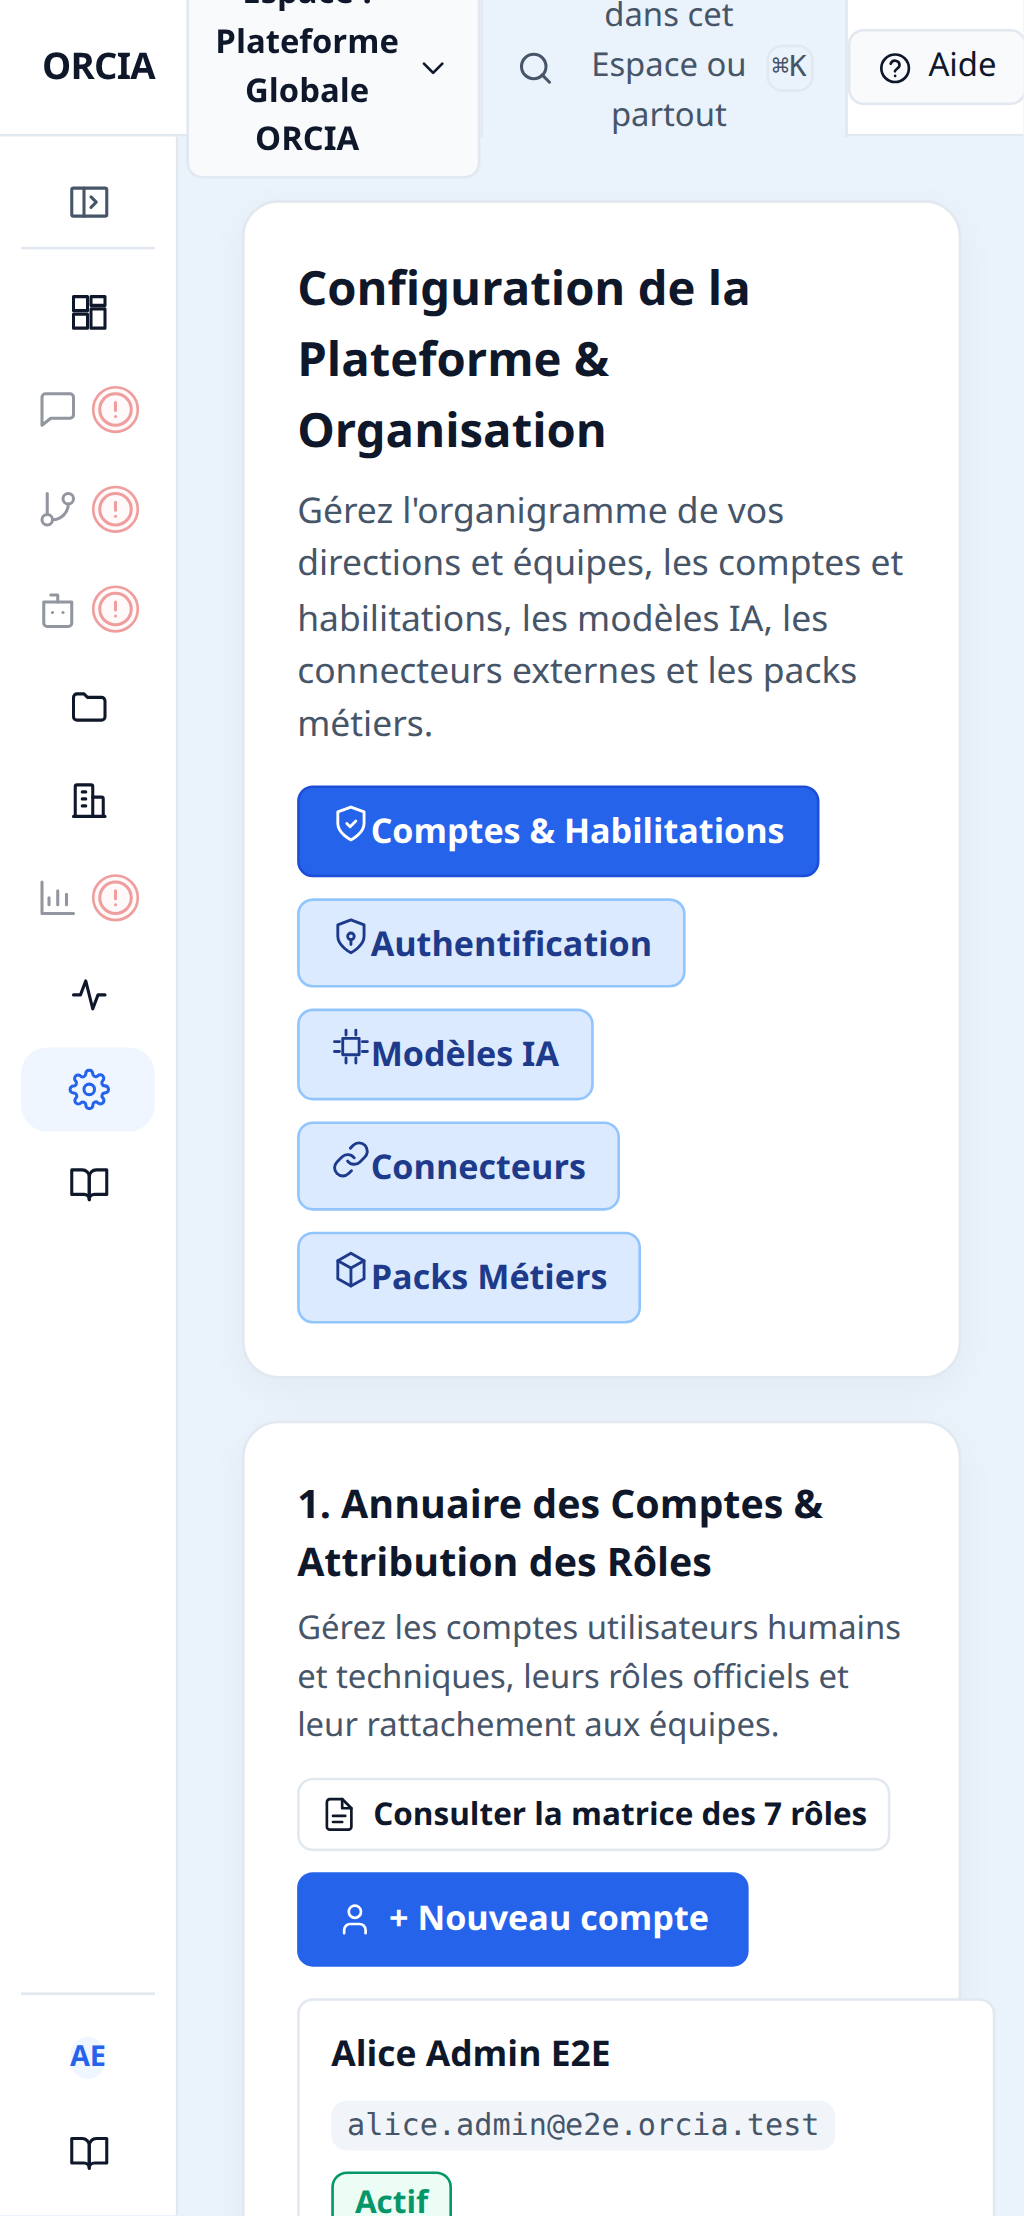 ORCIA
Espace :
Plateforme
Globale
ORCIA
dans cet
Espace ou
partout
⌘K
Aide
Configuration de la
Plateforme &
Organisation
Gérez l'organigramme de vos
directions et équipes, les comptes et
habilitations, les modèles IA, les
connecteurs externes et les packs
métiers.
Comptes & Habilitations
Authentification
Modèles IA
Connecteurs
Packs Métiers
1. Annuaire des Comptes &
Attribution des Rôles
Gérez les comptes utilisateurs humains
et techniques, leurs rôles officiels et
leur rattachement aux équipes.
Consulter la matrice des 7 rôles
+ Nouveau compte
Alice Admin E2E
alice.admin@e2e.orcia.test
Actif
AE